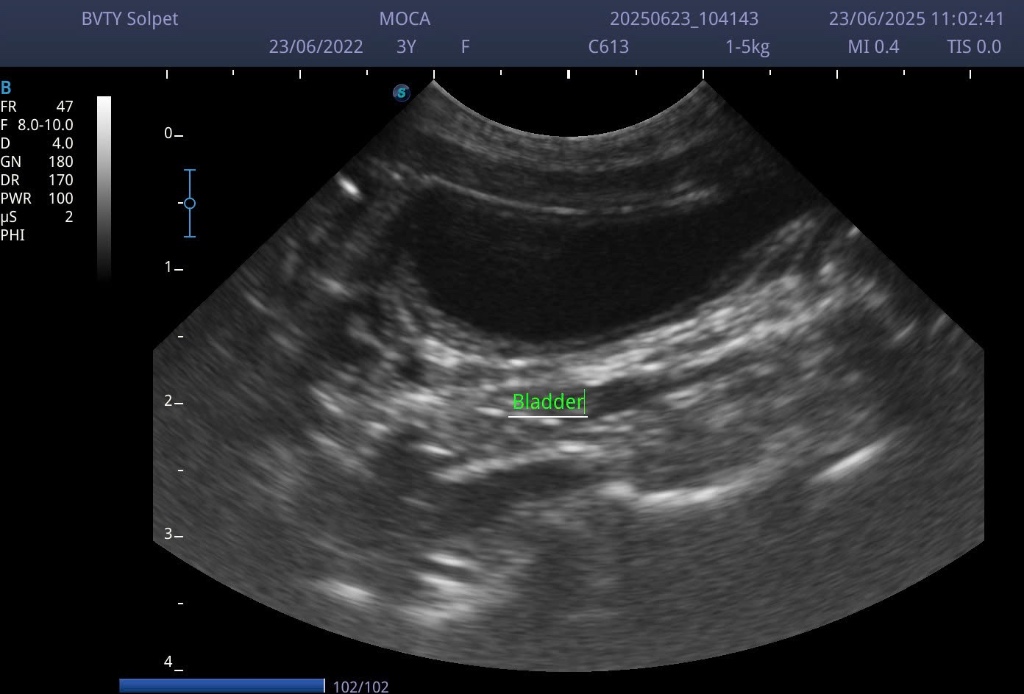 BVTY Solpet MOCA 20250623_104143 23/06/2025 11:02:41
23/06/2022 3Y F C613 1-5kg MI 0.4 TIS 0.0
B
FR 47
F 8.0-10.0
D 4.0
GN 180
DR 170
PWR 100
µS 2
PHI
S
0
1
2
3
4
Bladder
102/102